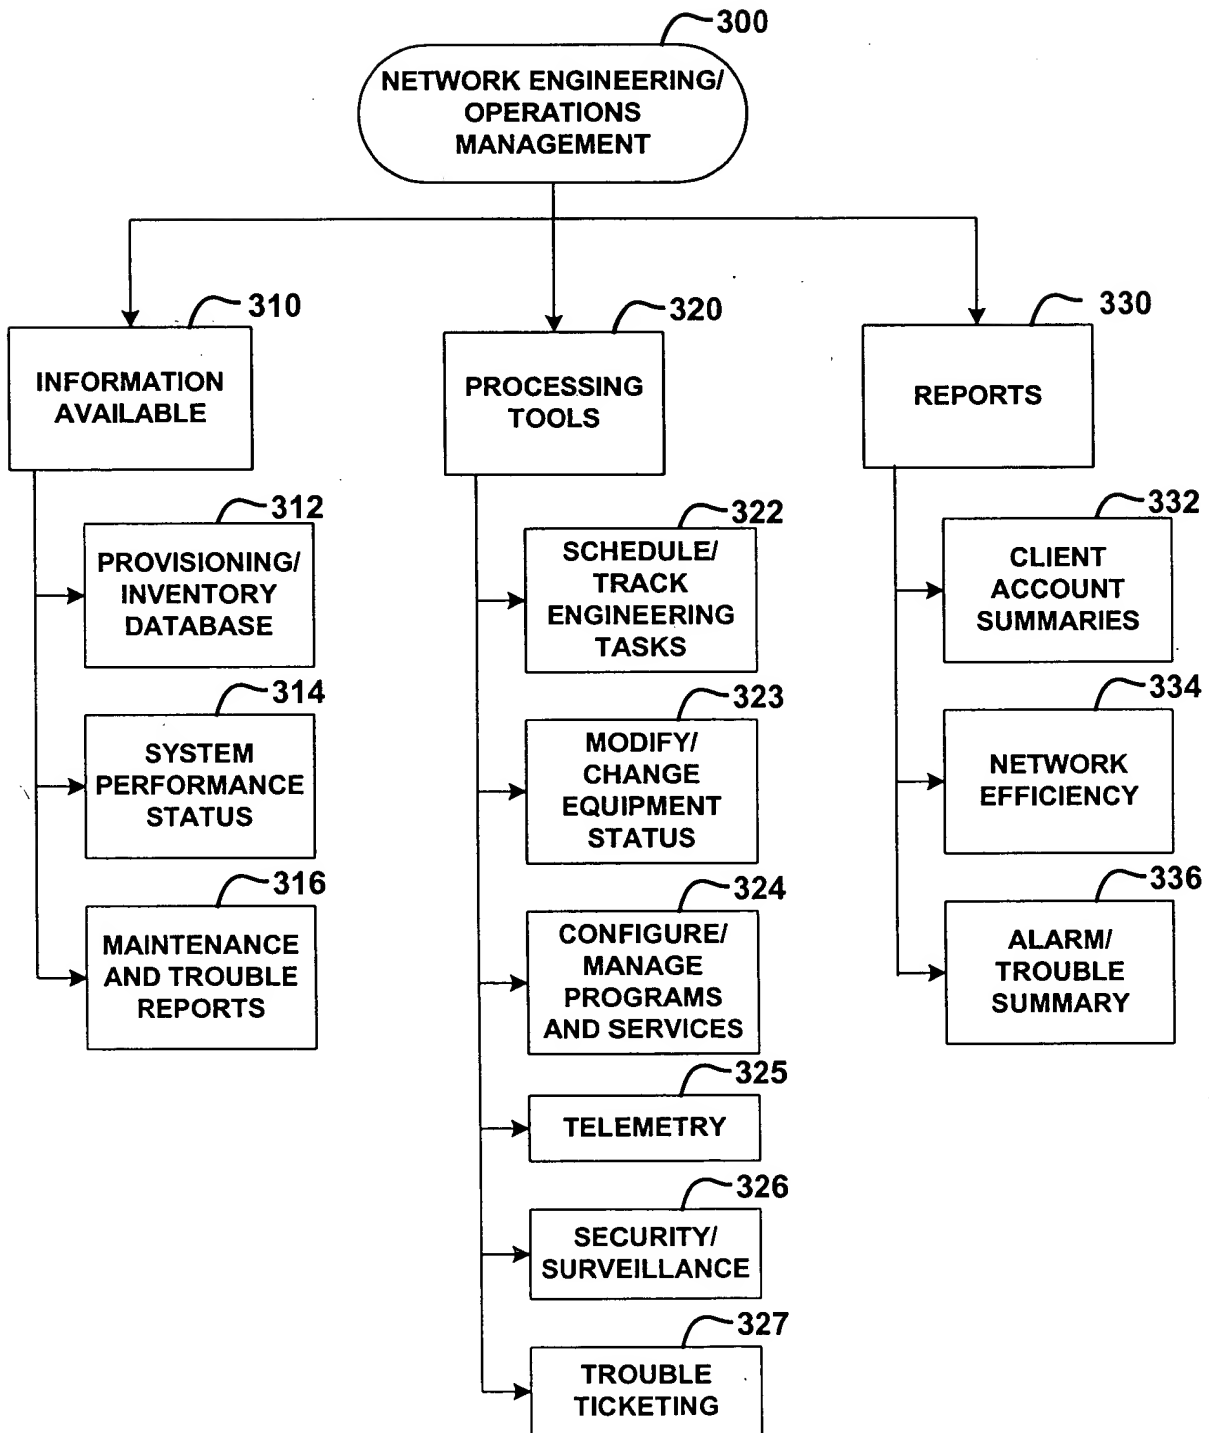 300
NETWORK ENGINEERING/
OPERATIONS
MANAGEMENT
310
INFORMATION
AVAILABLE
312
PROVISIONING/
INVENTORY
DATABASE
314
SYSTEM
PERFORMANCE
STATUS
316
MAINTENANCE
AND TROUBLE
REPORTS
320
PROCESSING
TOOLS
322
SCHEDULE/
TRACK
ENGINEERING
TASKS
323
MODIFY/
CHANGE
EQUIPMENT
STATUS
324
CONFIGURE/
MANAGE
PROGRAMS
AND SERVICES
325
TELEMETRY
326
SECURITY/
SURVEILLANCE
327
TROUBLE
TICKETING
330
REPORTS
332
CLIENT
ACCOUNT
SUMMARIES
334
NETWORK
EFFICIENCY
336
ALARM/
TROUBLE
SUMMARY